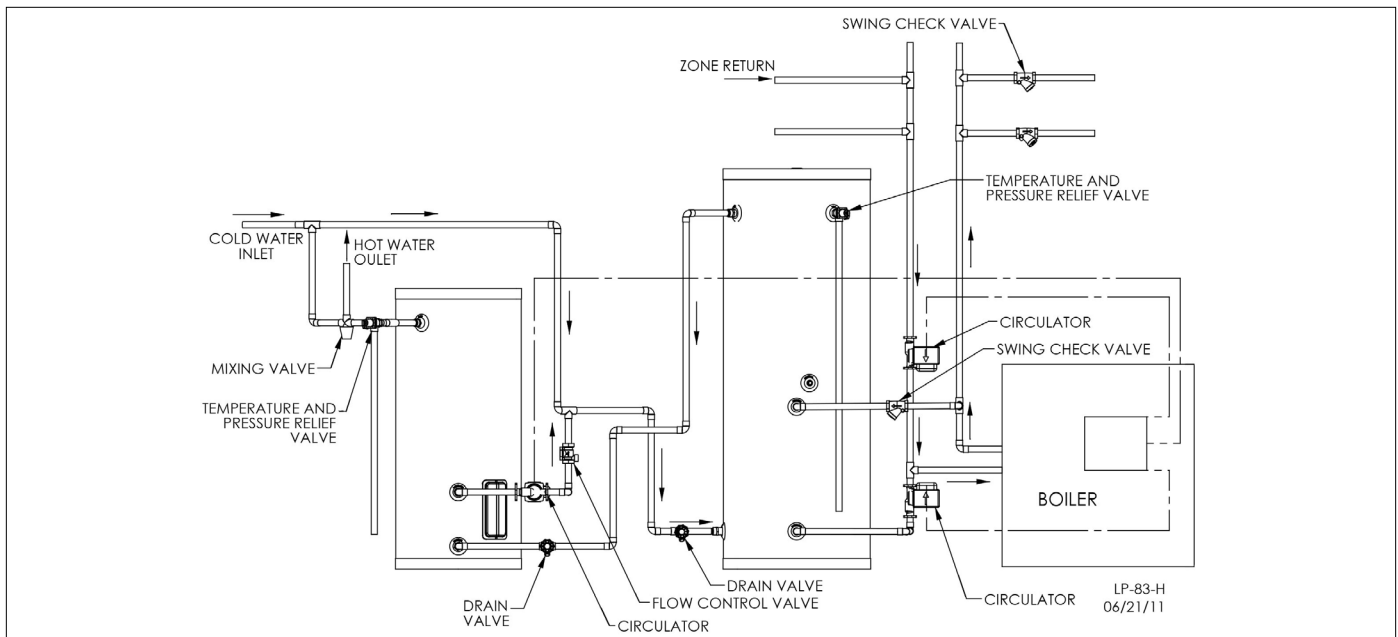 SWING CHECK VALVE
ZONE RETURN
TEMPERATURE AND
PRESSURE RELIEF VALVE
COLD WATER
INLET
HOT WATER
OULET
CIRCULATOR
SWING CHECK VALVE
MIXING VALVE
TEMPERATURE AND
PRESSURE RELIEF
VALVE
BOILER
DRAIN VALVE
FLOW CONTROL VALVE
DRAIN
VALVE
CIRCULATOR
CIRCULATOR
LP-83-H
06/21/11